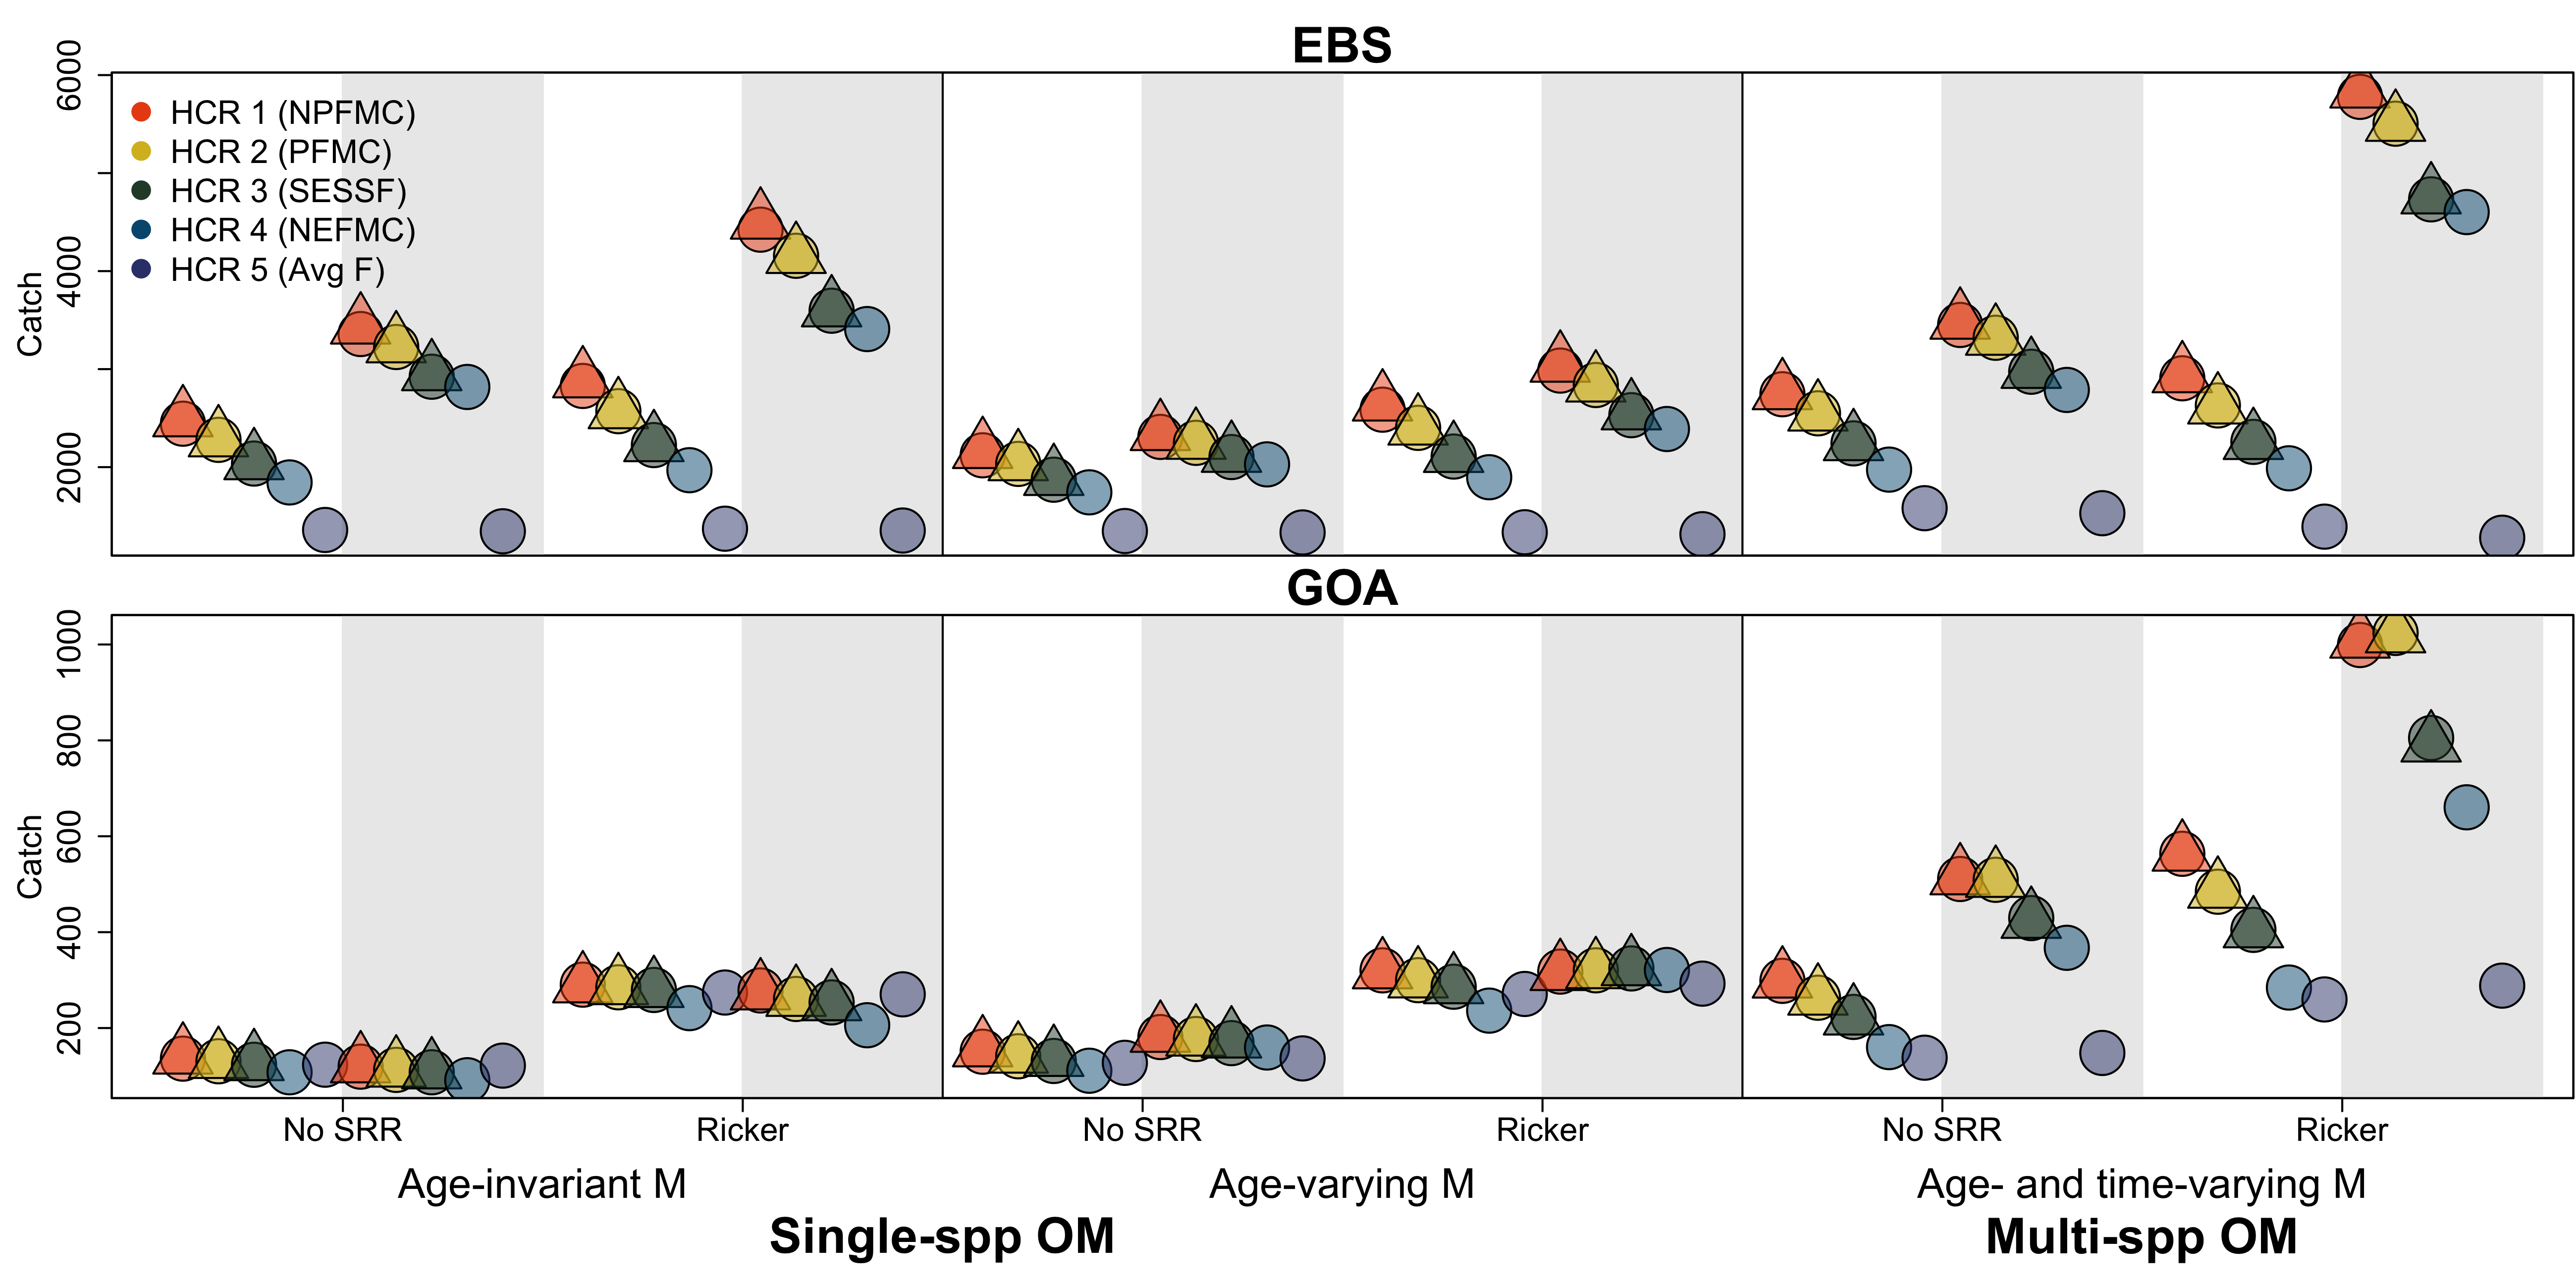 EBS
6000
4000
2000
Catch
HCR 1 (NPFMC)
HCR 2 (PFMC)
HCR 3 (SESSF)
HCR 4 (NEFMC)
HCR 5 (Avg F)
GOA
1000
800
600
400
200
Catch
No SRR Ricker No SRR Ricker No SRR Ricker
Age-invariant M Age-varying M Age- and time-varying M
Single-spp OM Multi-spp OM